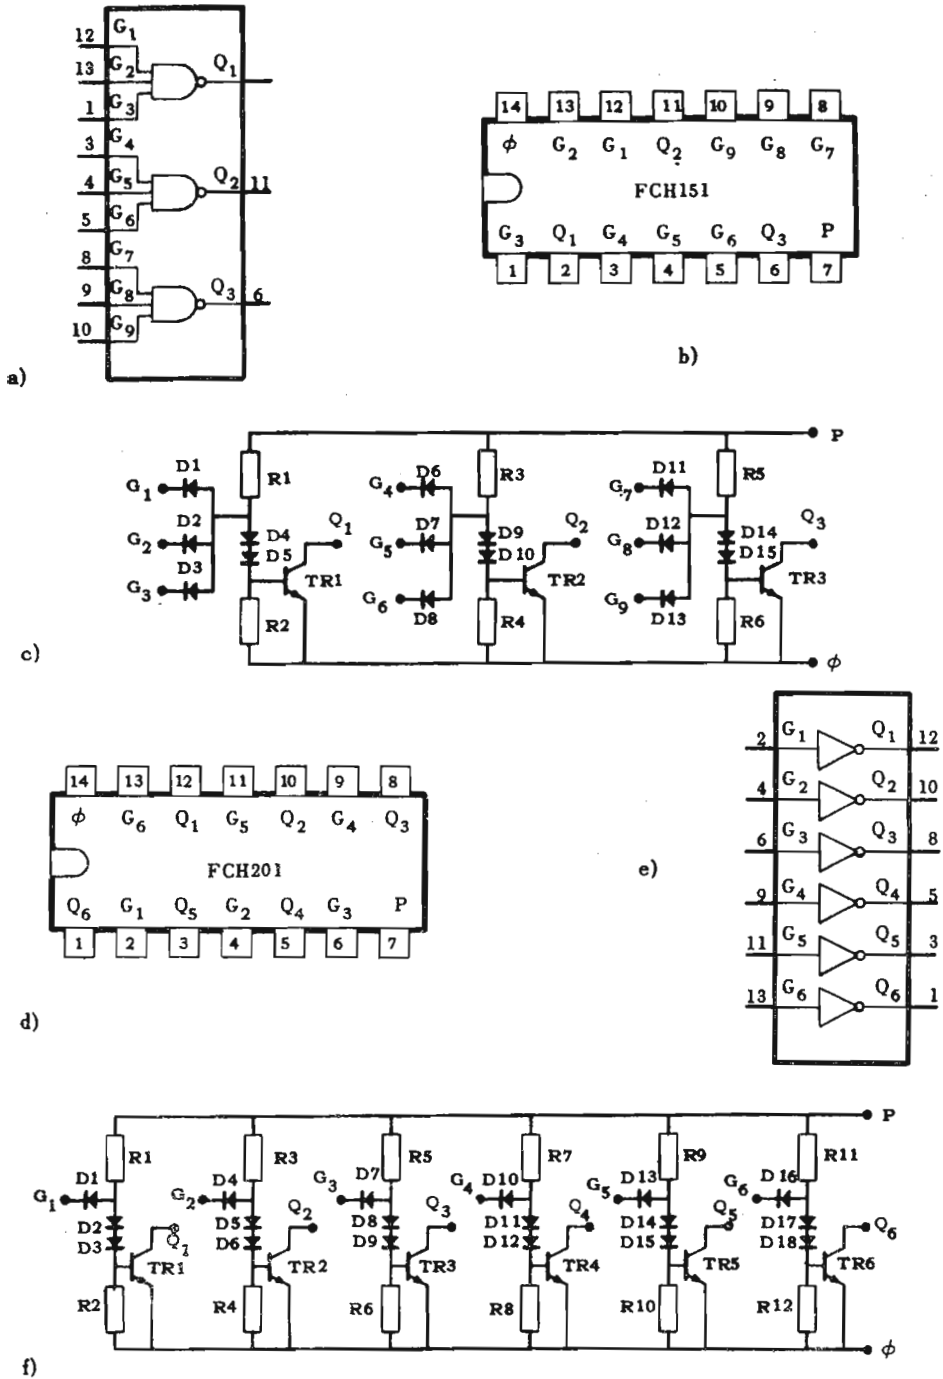 12 G1
13 G2 Q1
1 G3
3 G4
4 G5 Q2 11
5 G6
8 G7
9 G8 Q3 6
10 G9
a)
14 13 12 11 10 9 8
ϕ G2 G1 Q2 G9 G8 G7
FCH151
G3 Q1 G4 G5 G6 Q3 P
1 2 3 4 5 6 7
b)
P
D1 R1 D6 R3 D11 R5
G1 G4 G7
D2 D4 Q1 D7 D9 Q2 D12 D14 Q3
G2 D5 G5 D10 G8 D15
D3 TR1 TR2 TR3
G3 G6 G9
R2 D8 R4 D13 R6
c)
ϕ
14 13 12 11 10 9 8
ϕ G6 Q1 G5 Q2 G4 Q3
FCH201
Q6 G1 Q5 G2 Q4 G3 P
1 2 3 4 5 6 7
d)
2 G1 Q1 12
4 G2 Q2 10
6 G3 Q3 8
9 G4 Q4 5
11 G5 Q5 3
13 G6 Q6 1
e)
P
R1 R3 R5 R7 R9 R11
D1 D4 D7 D10 D13 D16
G1 G2 G3 G4 G5 G6
D2 D5 Q2 D8 Q3 D11 Q4 D14 Q5 D17 Q6
D3 D6 D9 D12 D15 D18
TR1 TR2 TR3 TR4 TR5 TR6
R2 R4 R6 R8 R10 R12
ϕ
f)